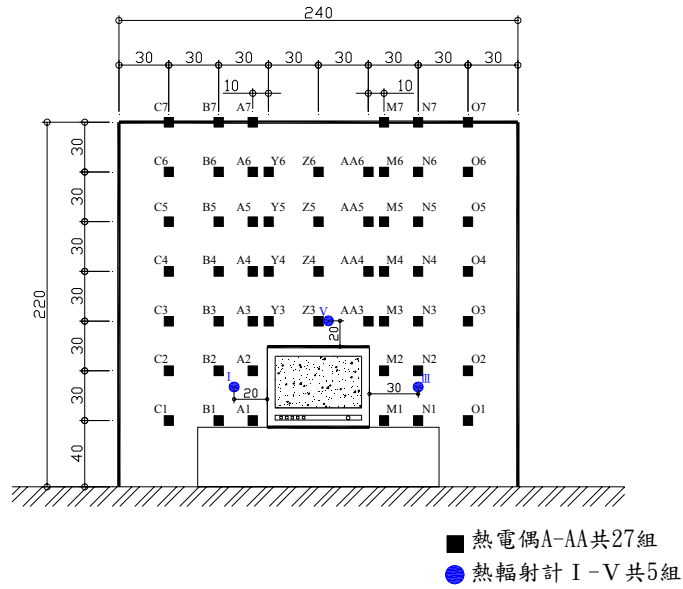 240
30 30 30 30 30 30 30 30
10 10
C7 B7 A7 M7 N7 O7
30
C6 B6 A6 Y6 Z6 AA6 M6 N6 O6
30
C5 B5 A5 Y5 Z5 AA5 M5 N5 O5
30
C4 B4 A4 Y4 Z4 AA4 M4 N4 O4
220
30
C3 B3 A3 Y3 Z3 V AA3 M3 N3 O3
20
30
C2 B2 A2 M2 N2 O2
I III
20 30
30
C1 B1 A1 M1 N1 O1
40
熱電偶A-AA共27組
熱輻射計 I-V 共5組